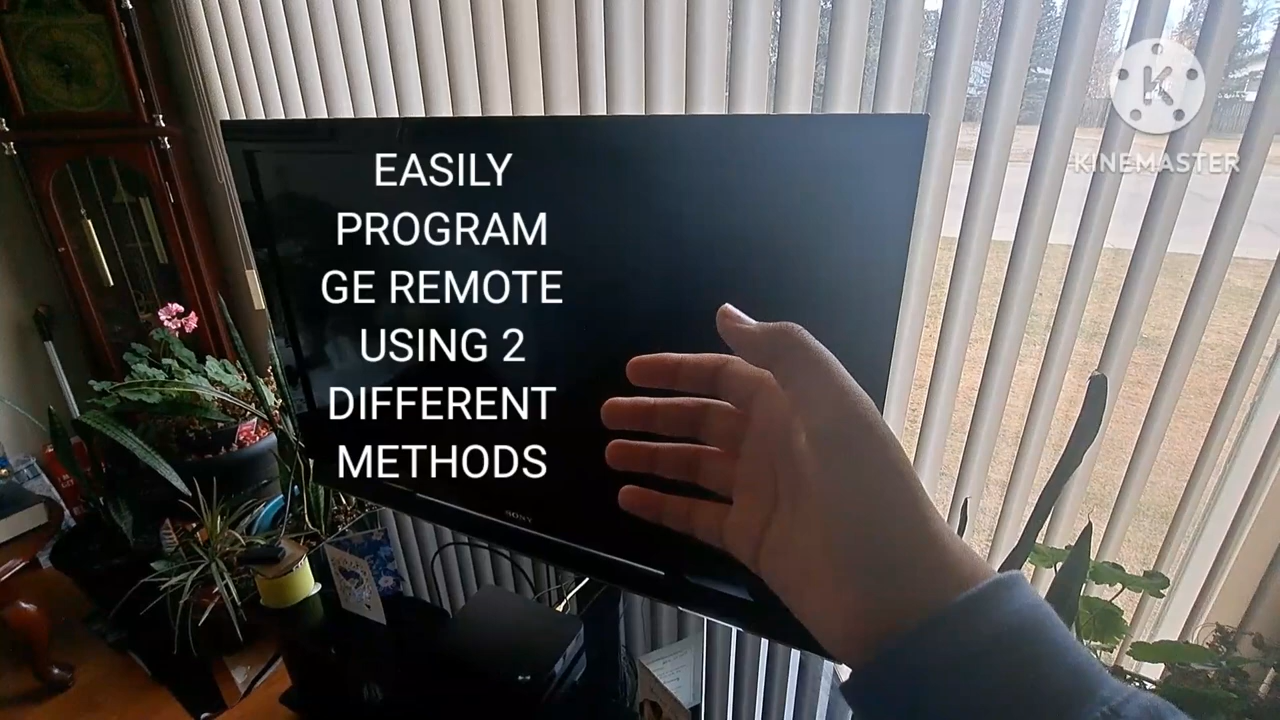 EASILY
PROGRAM
GE REMOTE
USING 2
DIFFERENT
METHODS
SONY
K
KINEMASTER